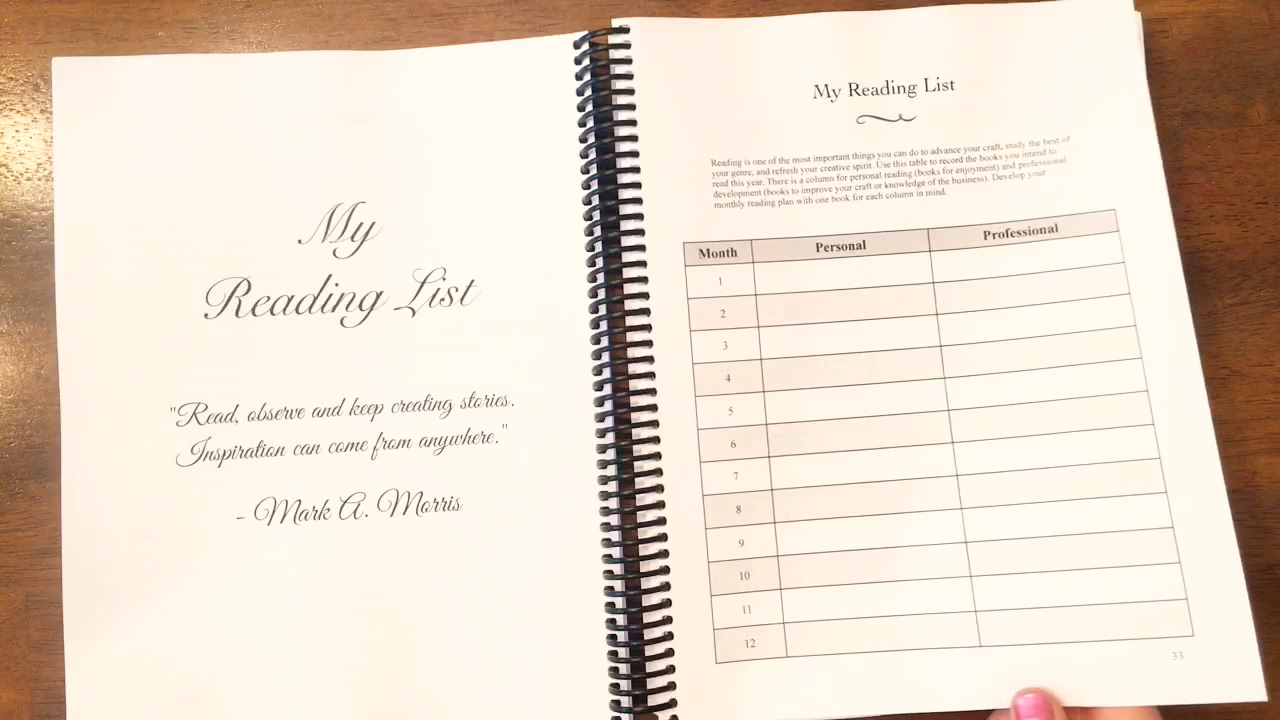 My
Reading List
"Read, observe and keep creating stories.
Inspiration can come from anywhere."
- Mark A. Morris
My Reading List
Reading is one of the most important things you can do to advance your craft, study the best of
your genre, and refresh your creative spirit. Use this table to record the books you intend to
read this year. There is a column for personal reading (books for enjoyment) and professional
development (books to improve your craft or knowledge of the business). Develop your
monthly reading plan with one book for each column in mind.
Month Personal Professional
1
2
3
4
5
6
7
8
9
10
11
12
33